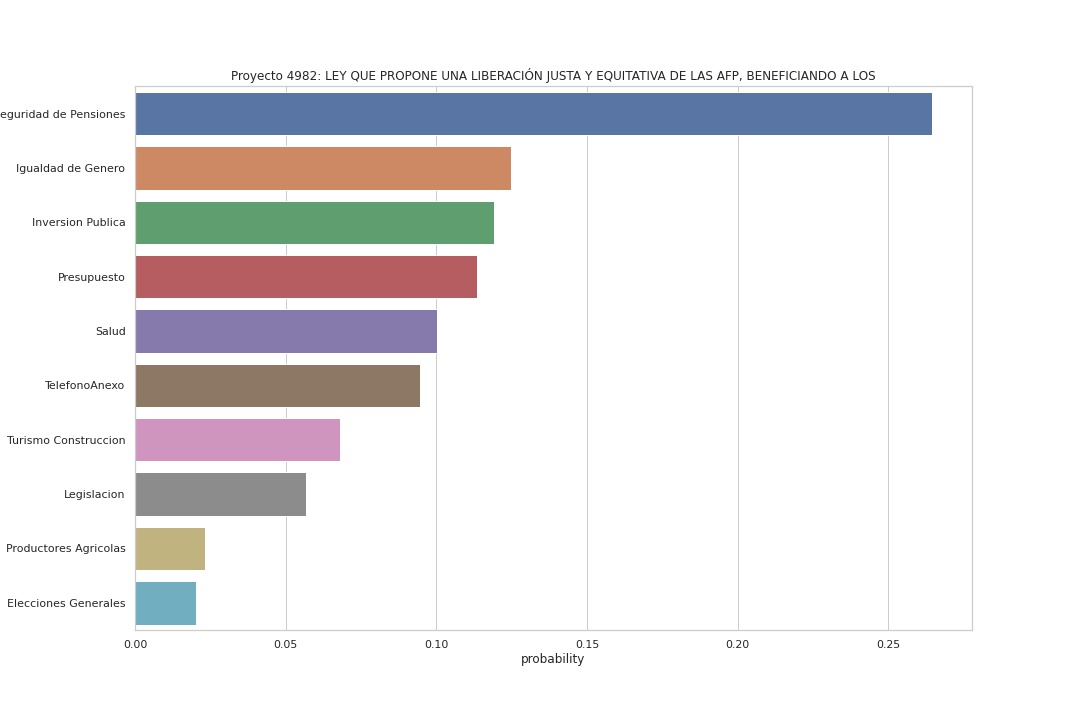 Proyecto 4982: LEY QUE PROPONE UNA LIBERACIÓN JUSTA Y EQUITATIVA DE LAS AFP, BENEFICIANDO A LOS
eguridad de Pensiones
Igualdad de Genero
Inversion Publica
Presupuesto
Salud
TelefonoAnexo
Turismo Construccion
Legislacion
Productores Agricolas
Elecciones Generales
0.00 0.05 0.10 0.15 0.20 0.25
probability